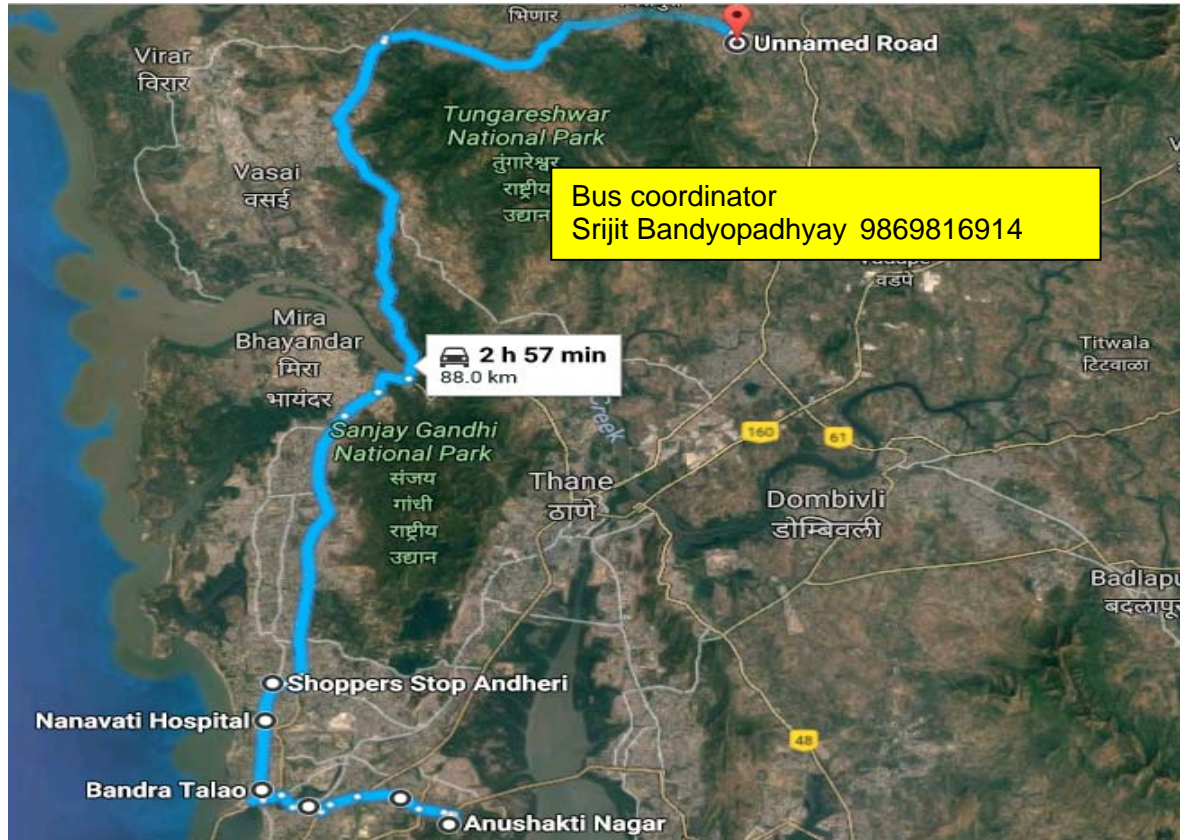 भिणार
Unnamed Road
Virar
विरार
Tungareshwar
National Park
तुंगारेश्वर
राष्ट्रीय
उद्यान
Vasai
वसई
Bus coordinator
Srijit Bandyopadhyay 9869816914
वडपे
Mira
Bhayandar
मिरा
भायंदर
2 h 57 min
88.0 km
Titwala
टिटवाळा
Creek
Sanjay Gandhi
National Park
संजय
गांधी
राष्ट्रीय
उद्यान
160
61
Thane
ठाणे
Dombivli
डोम्बिवली
Badlapu
बदलापूर
Shoppers Stop Andheri
Nanavati Hospital
48
Bandra Talao
Anushakti Nagar